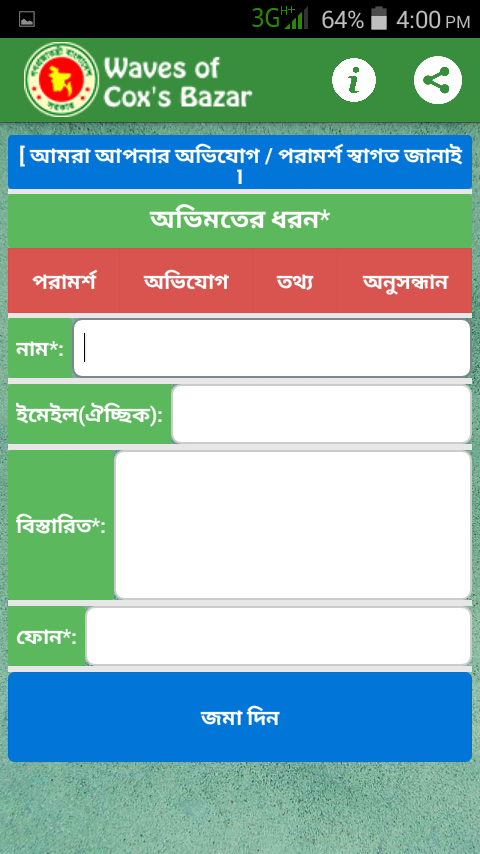 3G H+ 64% 4:00 PM
Waves of
Cox's Bazar
[ আমরা আপনার অভিযোগ / পরামর্শ স্বাগত জানাই
]
অভিমতের ধরন*
পরামর্শ অভিযোগ তথ্য অনুসন্ধান
নাম*:
ইমেইল(ঐচ্ছিক):
বিস্তারিত*:
ফোন*:
জমা দিন